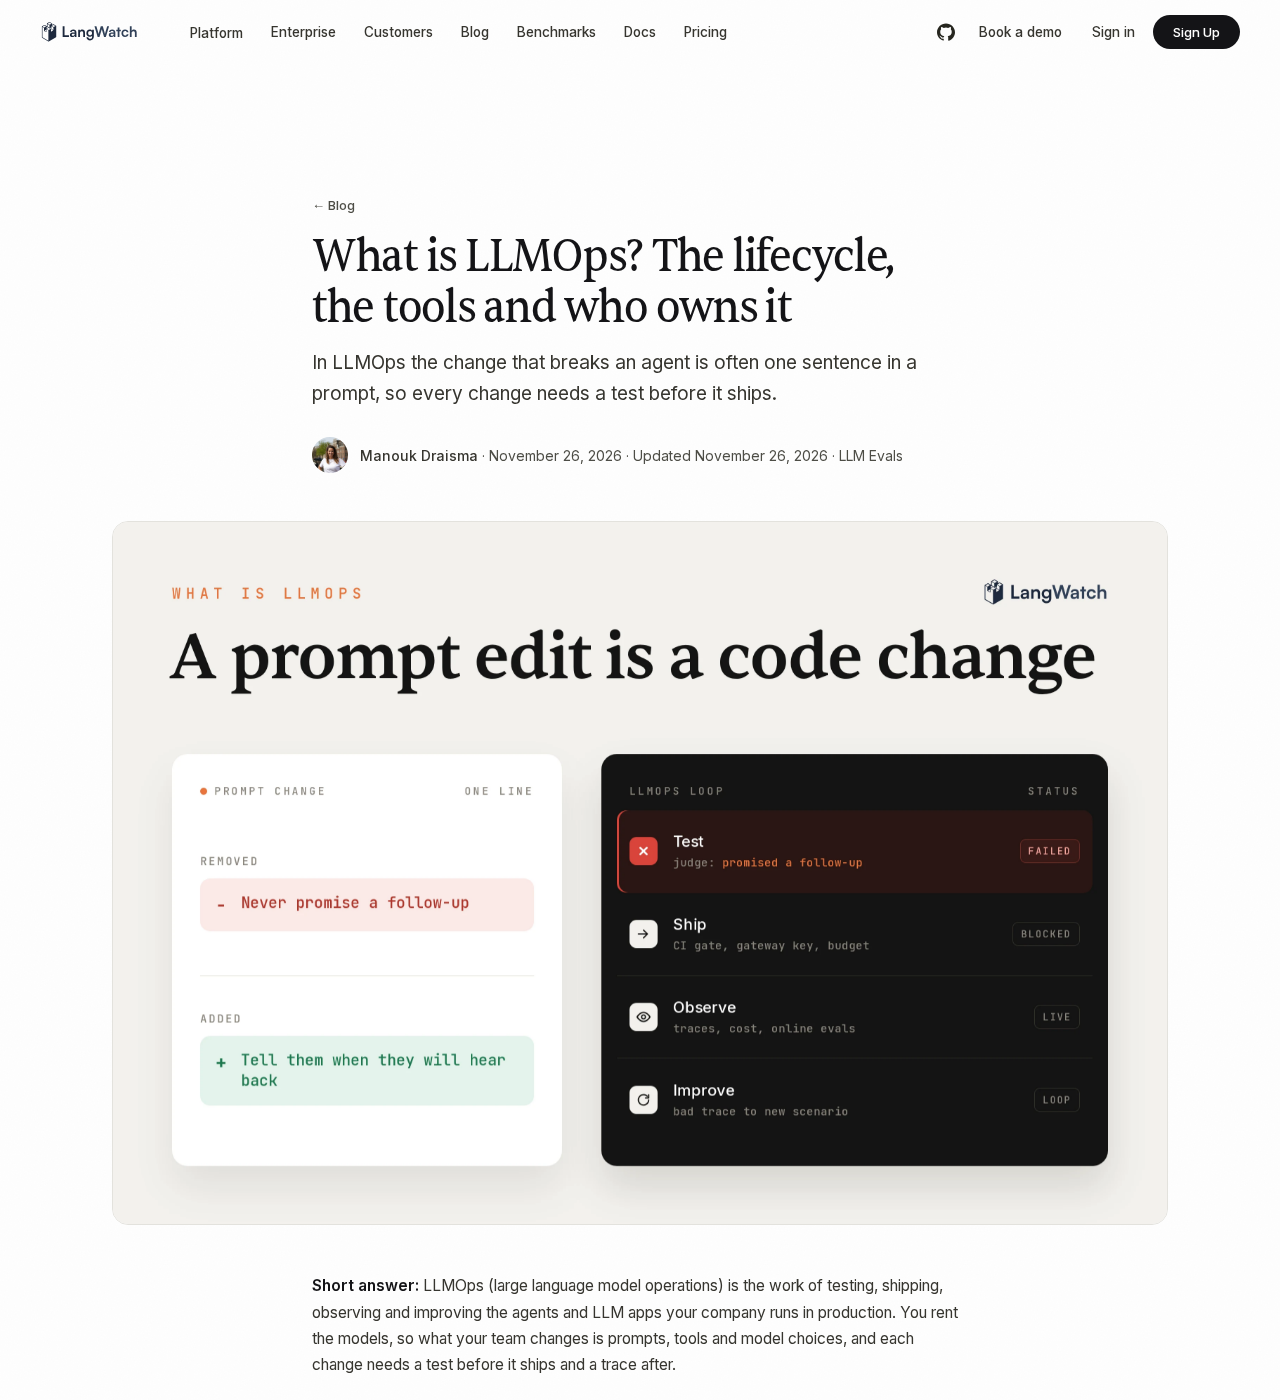 LangWatch
Platform
Enterprise
Customers
Blog
Benchmarks
Docs
Pricing
Book a demo
Sign in
Sign Up
← Blog
What is LLMOps? The lifecycle,
the tools and who owns it
In LLMOps the change that breaks an agent is often one sentence in a
prompt, so every change needs a test before it ships.
Manouk Draisma · November 26, 2026 · Updated November 26, 2026 · LLM Evals
WHAT IS LLMOPS
LangWatch
A prompt edit is a code change
PROMPT CHANGE
ONE LINE
REMOVED
- Never promise a follow-up
ADDED
+ Tell them when they will hear
back
LLMOPS LOOP
STATUS
Test
judge: promised a follow-up
FAILED
Ship
CI gate, gateway key, budget
BLOCKED
Observe
traces, cost, online evals
LIVE
Improve
bad trace to new scenario
LOOP
Short answer: LLMOps (large language model operations) is the work of testing, shipping,
observing and improving the agents and LLM apps your company runs in production. You rent
the models, so what your team changes is prompts, tools and model choices, and each
change needs a test before it ships and a trace after.